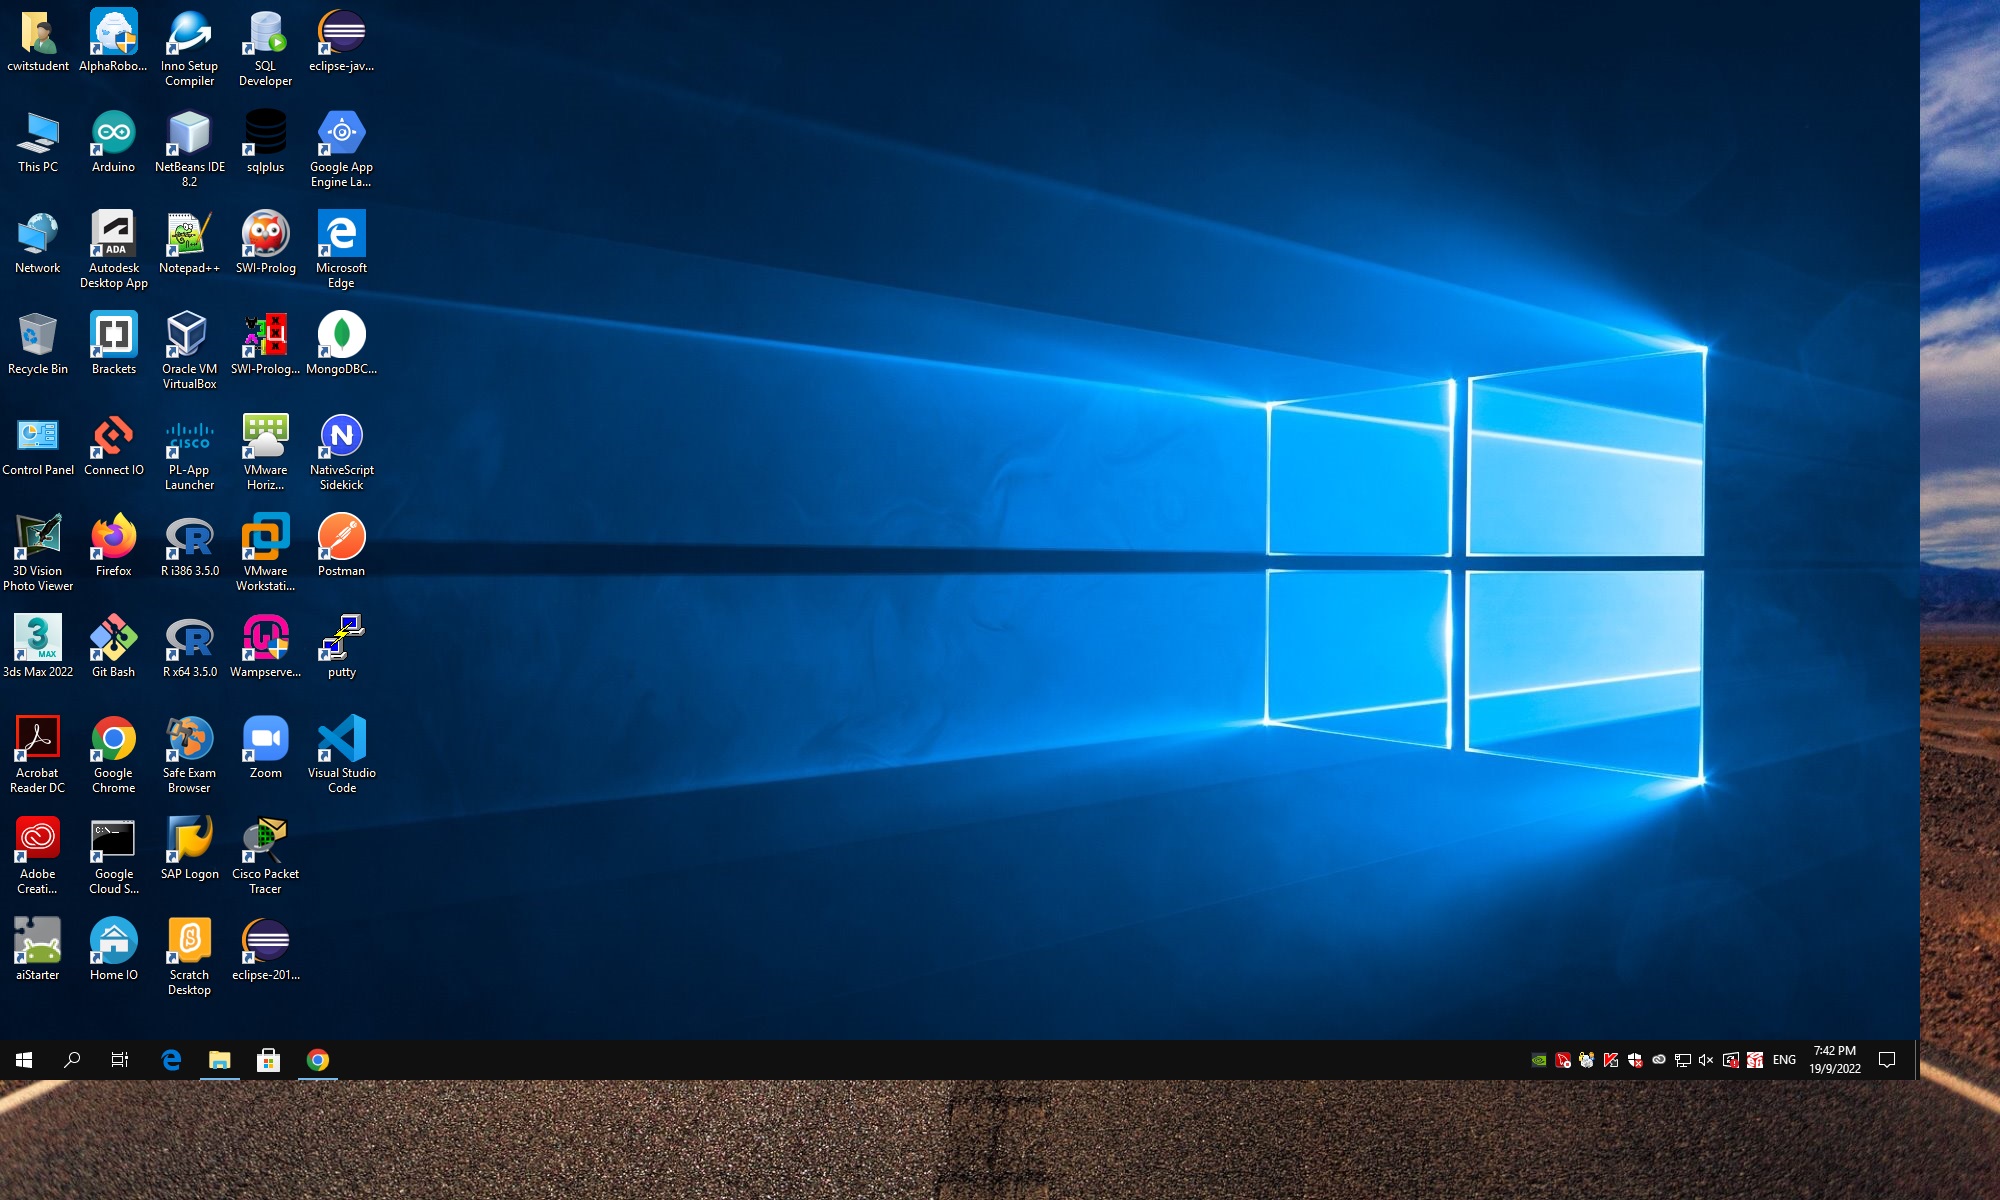 cwitstudent
AlphaRobo...
Inno Setup
Compiler
SQL
Developer
eclipse-jav...
This PC
Arduino
NetBeans IDE
8.2
sqlplus
Google App
Engine La...
Network
ADA
Autodesk
Desktop App
Notepad++
SWI-Prolog
Microsoft
Edge
Recycle Bin
Brackets
Oracle VM
VirtualBox
SWI-Prolog...
MongoDBC...
Control Panel
Connect IO
CISCO
PL-App
Launcher
VMware
Horiz...
N
NativeScript
Sidekick
3D Vision
Photo Viewer
Firefox
R
R i386 3.5.0
VMware
Workstati...
Postman
3
MAX
3ds Max 2022
Git Bash
R
R x64 3.5.0
Wampserve...
putty
Acrobat
Reader DC
Google
Chrome
Safe Exam
Browser
Zoom
Visual Studio
Code
Adobe
Creati...
C:\_
Google
Cloud S...
SAP Logon
Cisco Packet
Tracer
aiStarter
Home IO
Scratch
Desktop
eclipse-201...
ENG
7:42 PM
19/9/2022